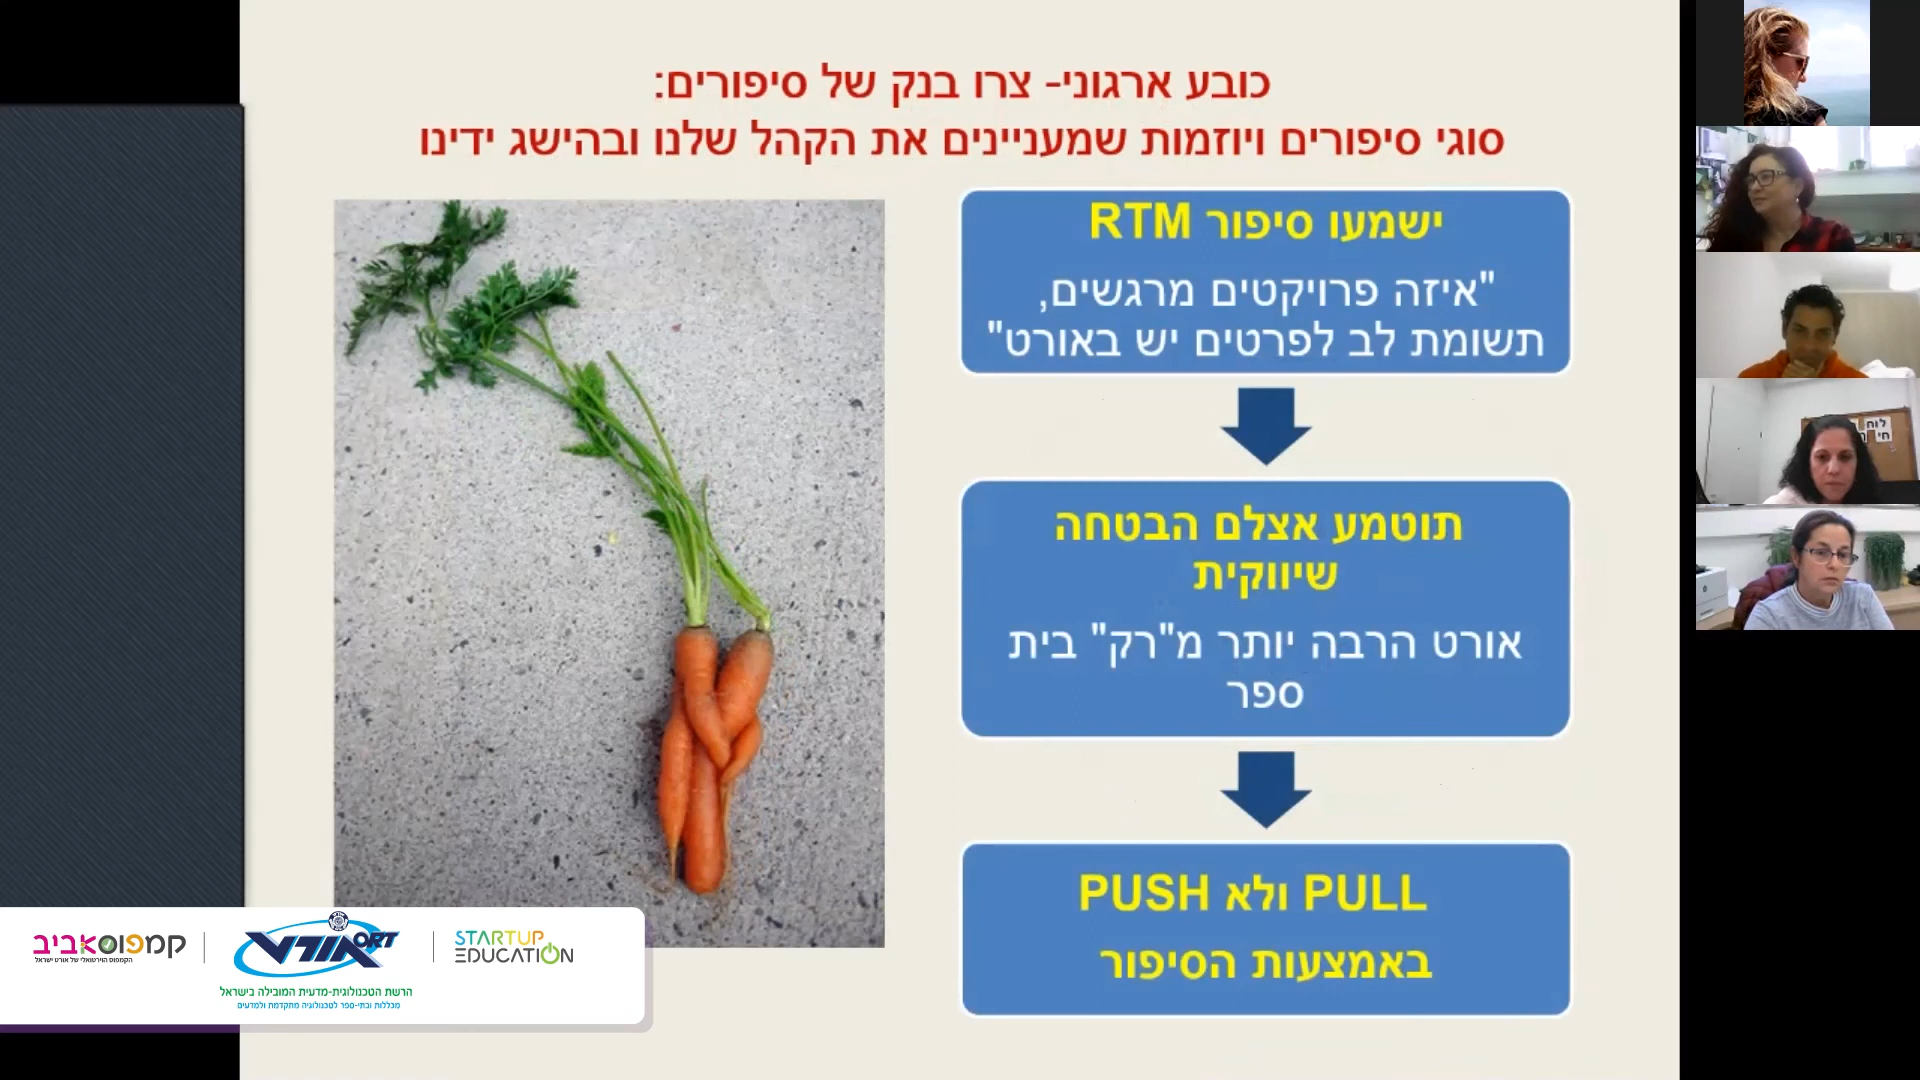 כובע ארגוני- צרו בנק של סיפורים:
סוגי סיפורים ויוזמות שמעניינים את הקהל שלנו ובהישג ידינו
ישמעו סיפור RTM
"איזה פרויקטים מרגשים,
תשומת לב לפרטים יש באורט"
תוטמע אצלם הבטחה
שיווקית
אורט הרבה יותר מ"רק" בית
ספר
PULL ולא PUSH
באמצעות הסיפור
לוח
קמפוסאביב
הקמפוס הוירטואלי של אורט ישראל
אורט ORT
הרשת הטכנולוגית-מדעית המובילה בישראל
מכללות ובתי-ספר לטכנולוגיה מתקדמת ולמדעים
STARTUP
EDUCATION